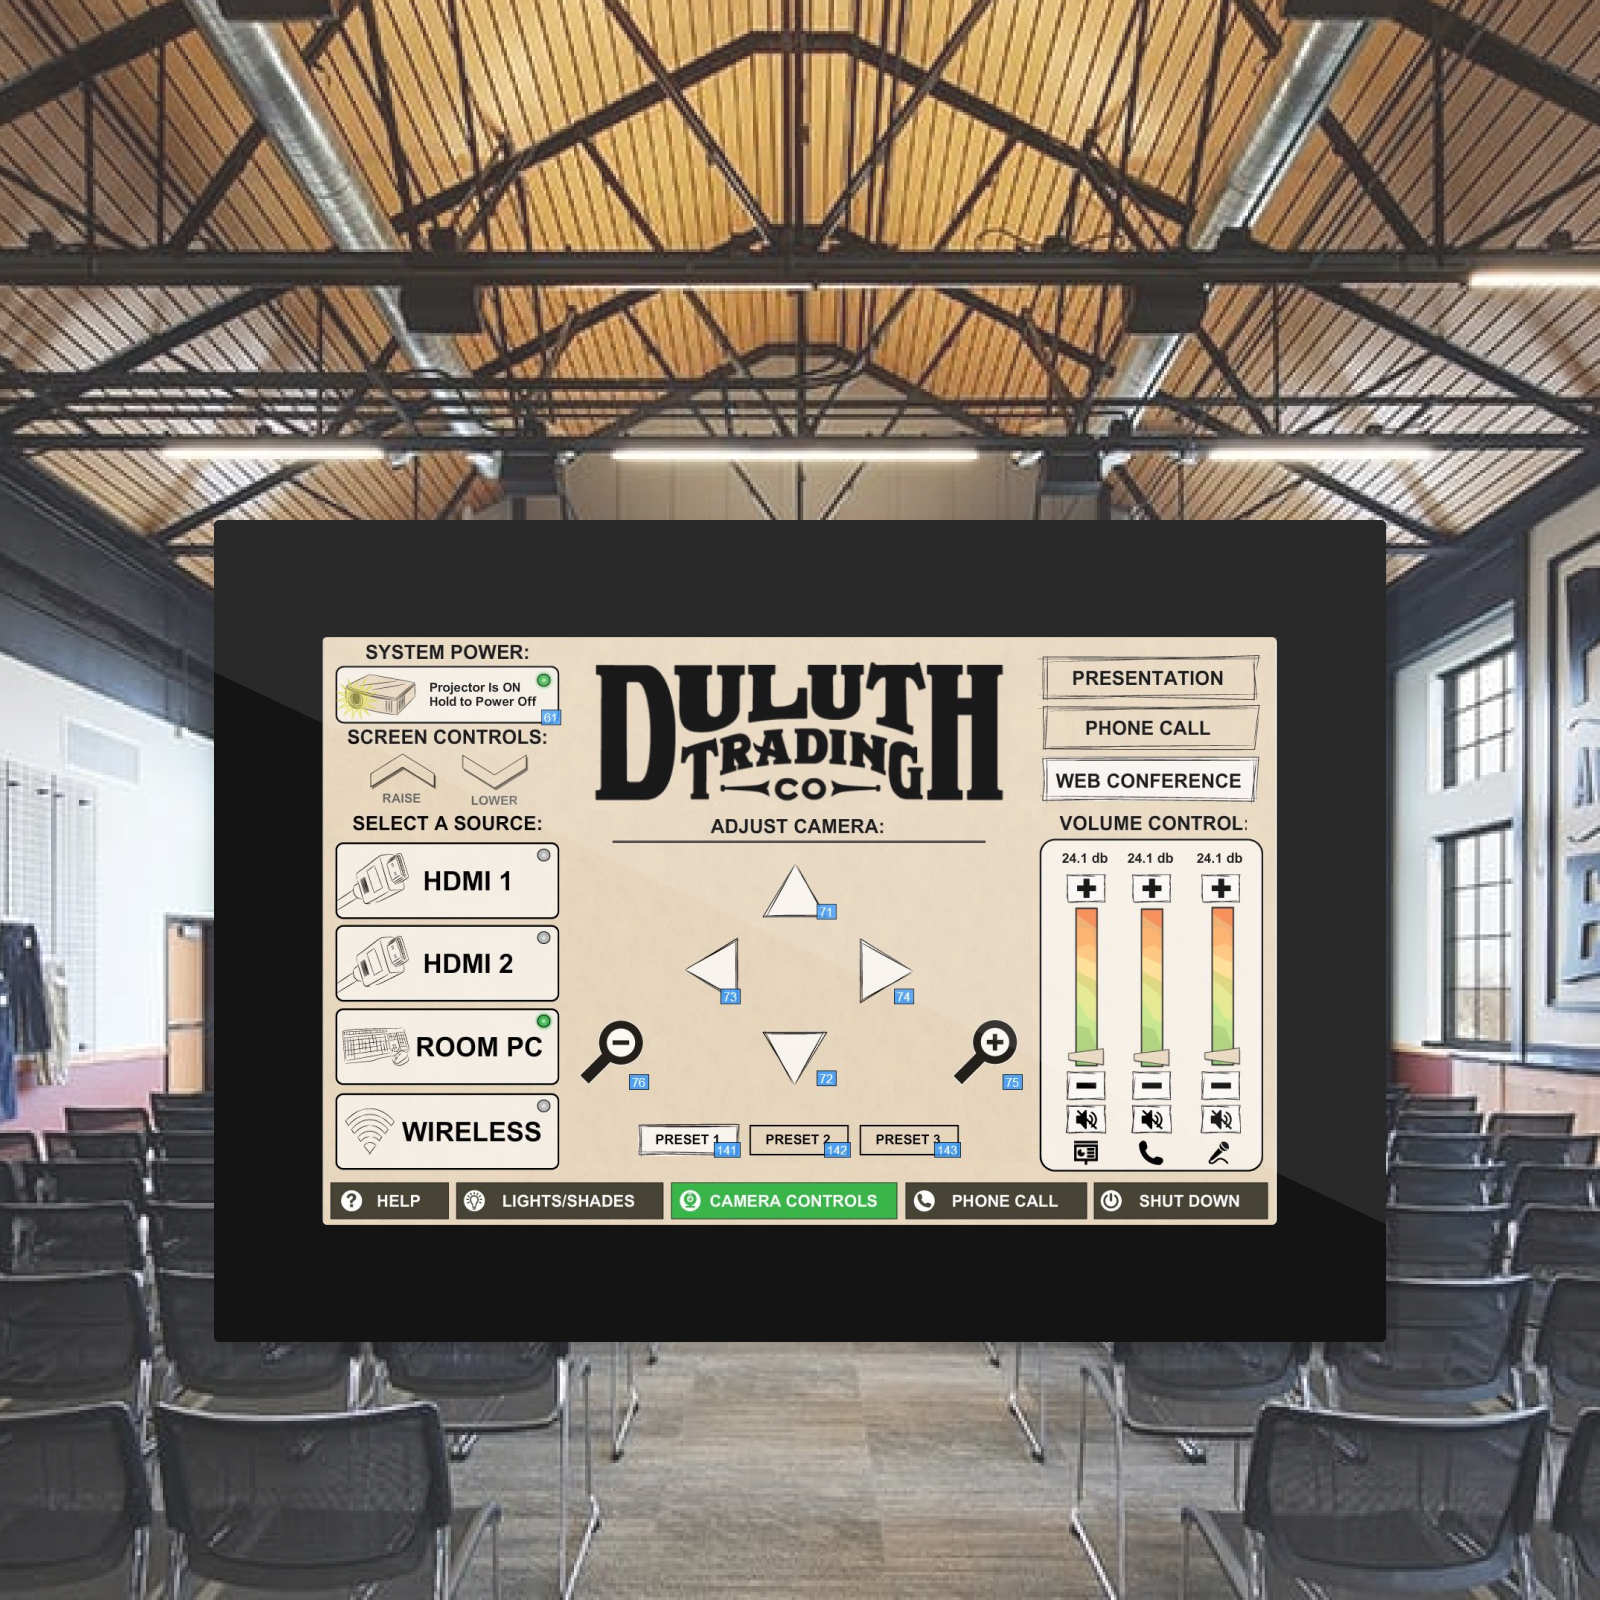 SYSTEM POWER:
Projector Is ON
Hold to Power Off
61
SCREEN CONTROLS:
RAISE
LOWER
SELECT A SOURCE:
HDMI 1
HDMI 2
ROOM PC
WIRELESS
DULUTH
TRADING
CO
ADJUST CAMERA:
71
73
74
72
76
75
PRESET 1
141
PRESET 2
142
PRESET 3
143
PRESENTATION
PHONE CALL
WEB CONFERENCE
VOLUME CONTROL:
24.1 db 24.1 db 24.1 db
HELP
LIGHTS/SHADES
CAMERA CONTROLS
PHONE CALL
SHUT DOWN